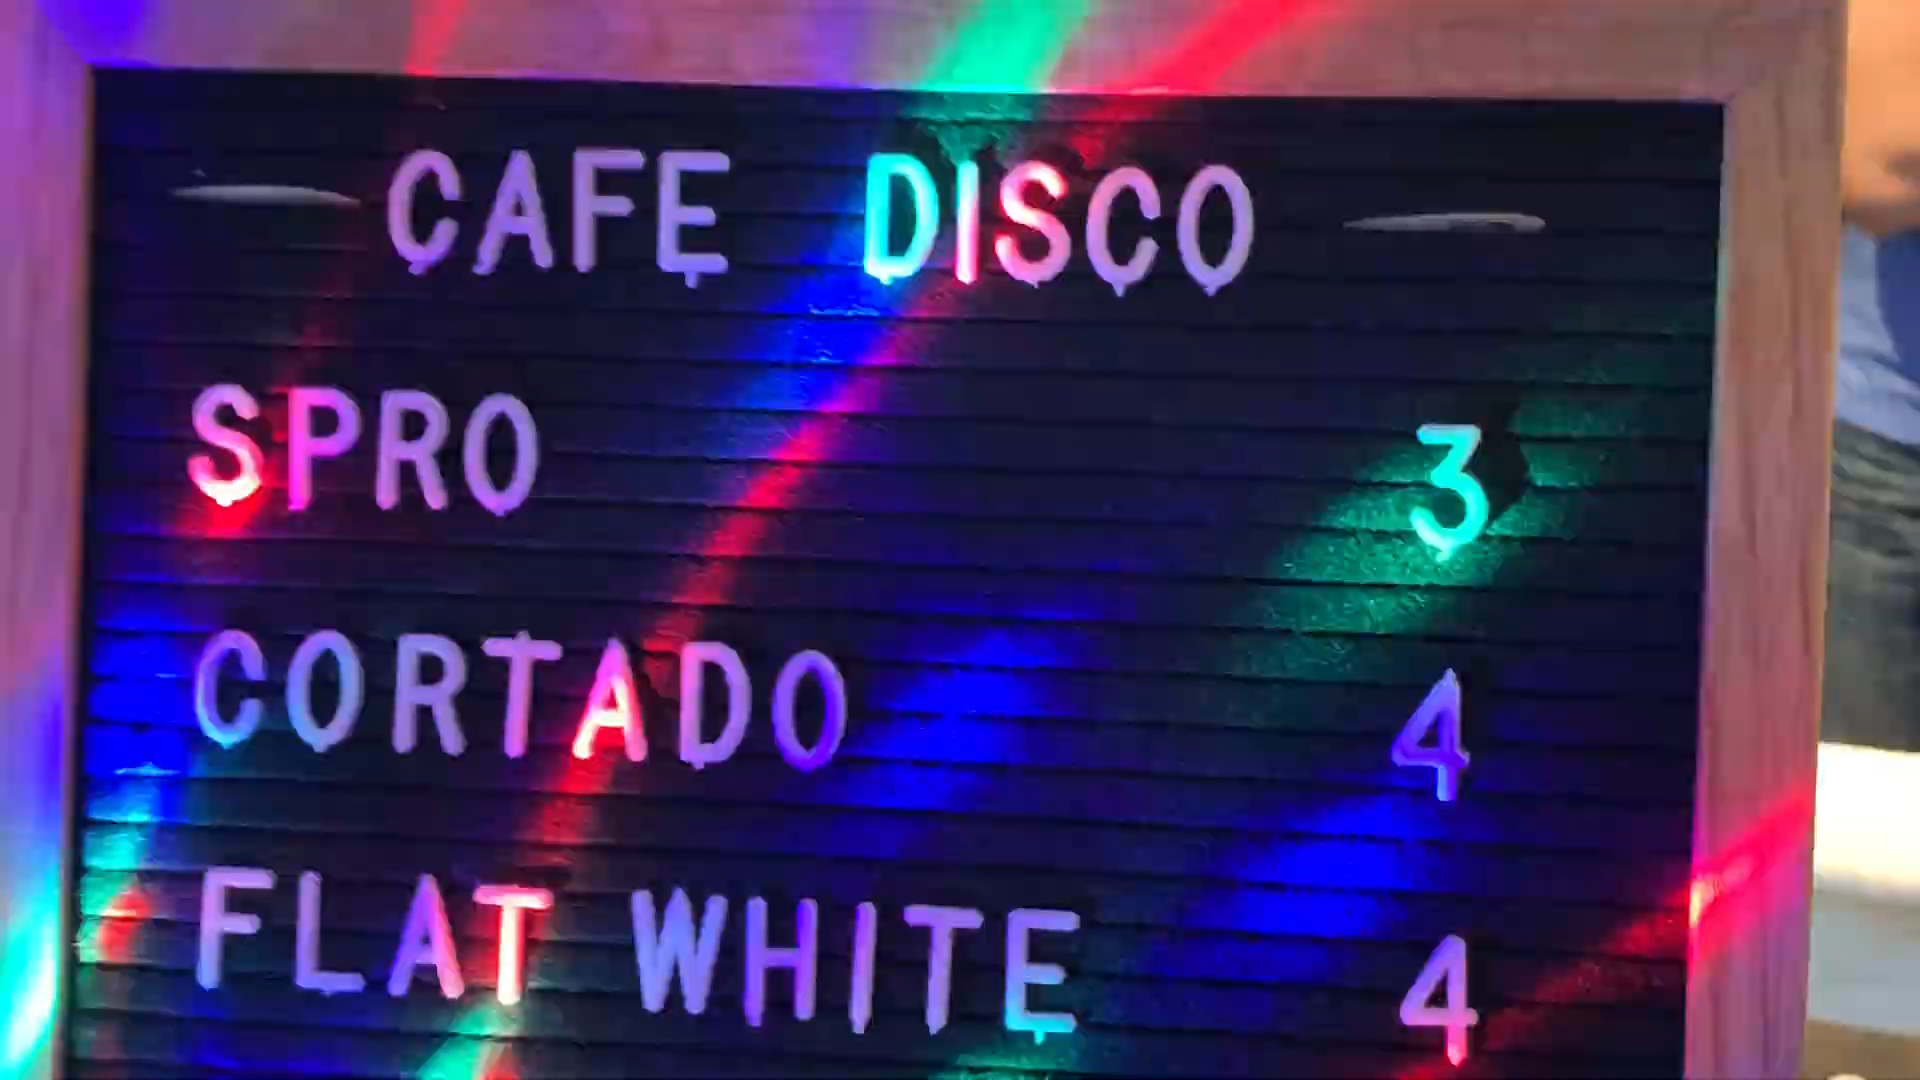 — CAFE DISCO —
SPRO 3
CORTADO 4
FLAT WHITE 4